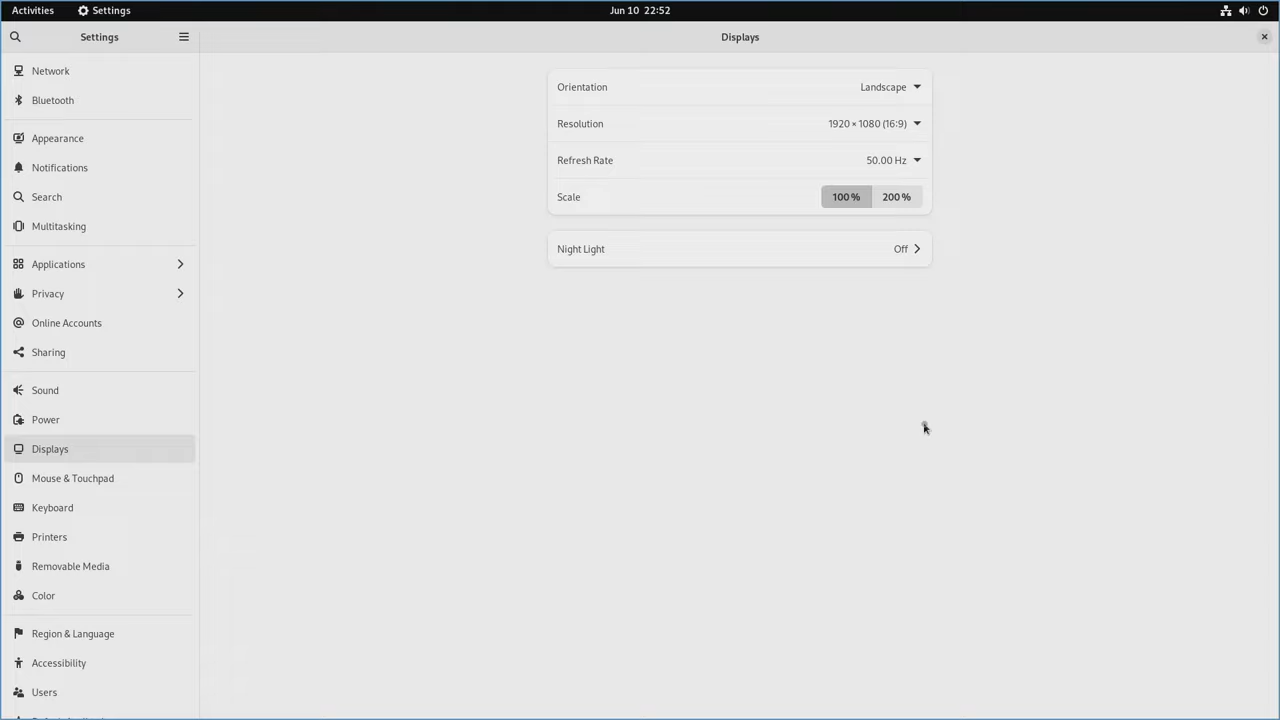 Activities Settings Jun 10 22:52
Settings Displays
Network
Bluetooth
Appearance
Notifications
Search
Multitasking
Applications
Privacy
Online Accounts
Sharing
Sound
Power
Displays
Mouse & Touchpad
Keyboard
Printers
Removable Media
Color
Region & Language
Accessibility
Users
Orientation Landscape
Resolution 1920 × 1080 (16:9)
Refresh Rate 50.00 Hz
Scale 100 % 200 %
Night Light Off